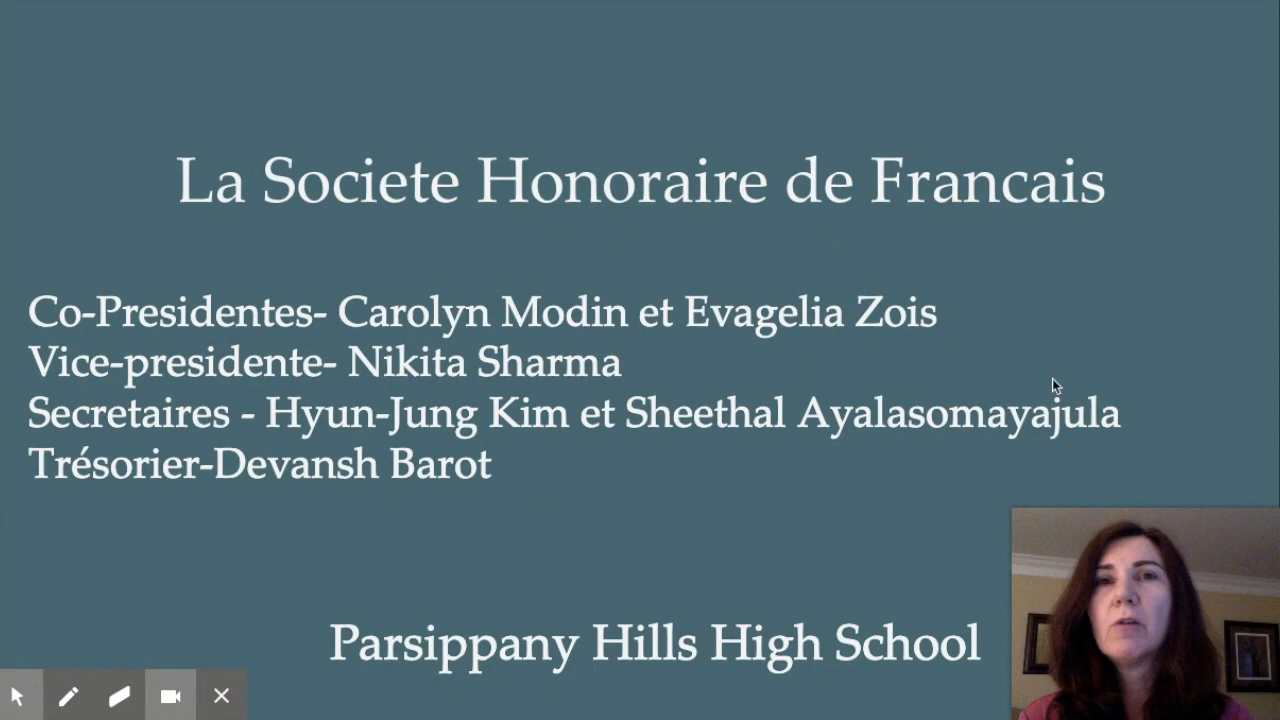 La Societe Honoraire de Francais
Co-Presidentes- Carolyn Modin et Evagelia Zois
Vice-presidente- Nikita Sharma
Secretaires - Hyun-Jung Kim et Sheethal Ayalasomayajula
Trésorier-Devansh Barot
Parsippany Hills High School